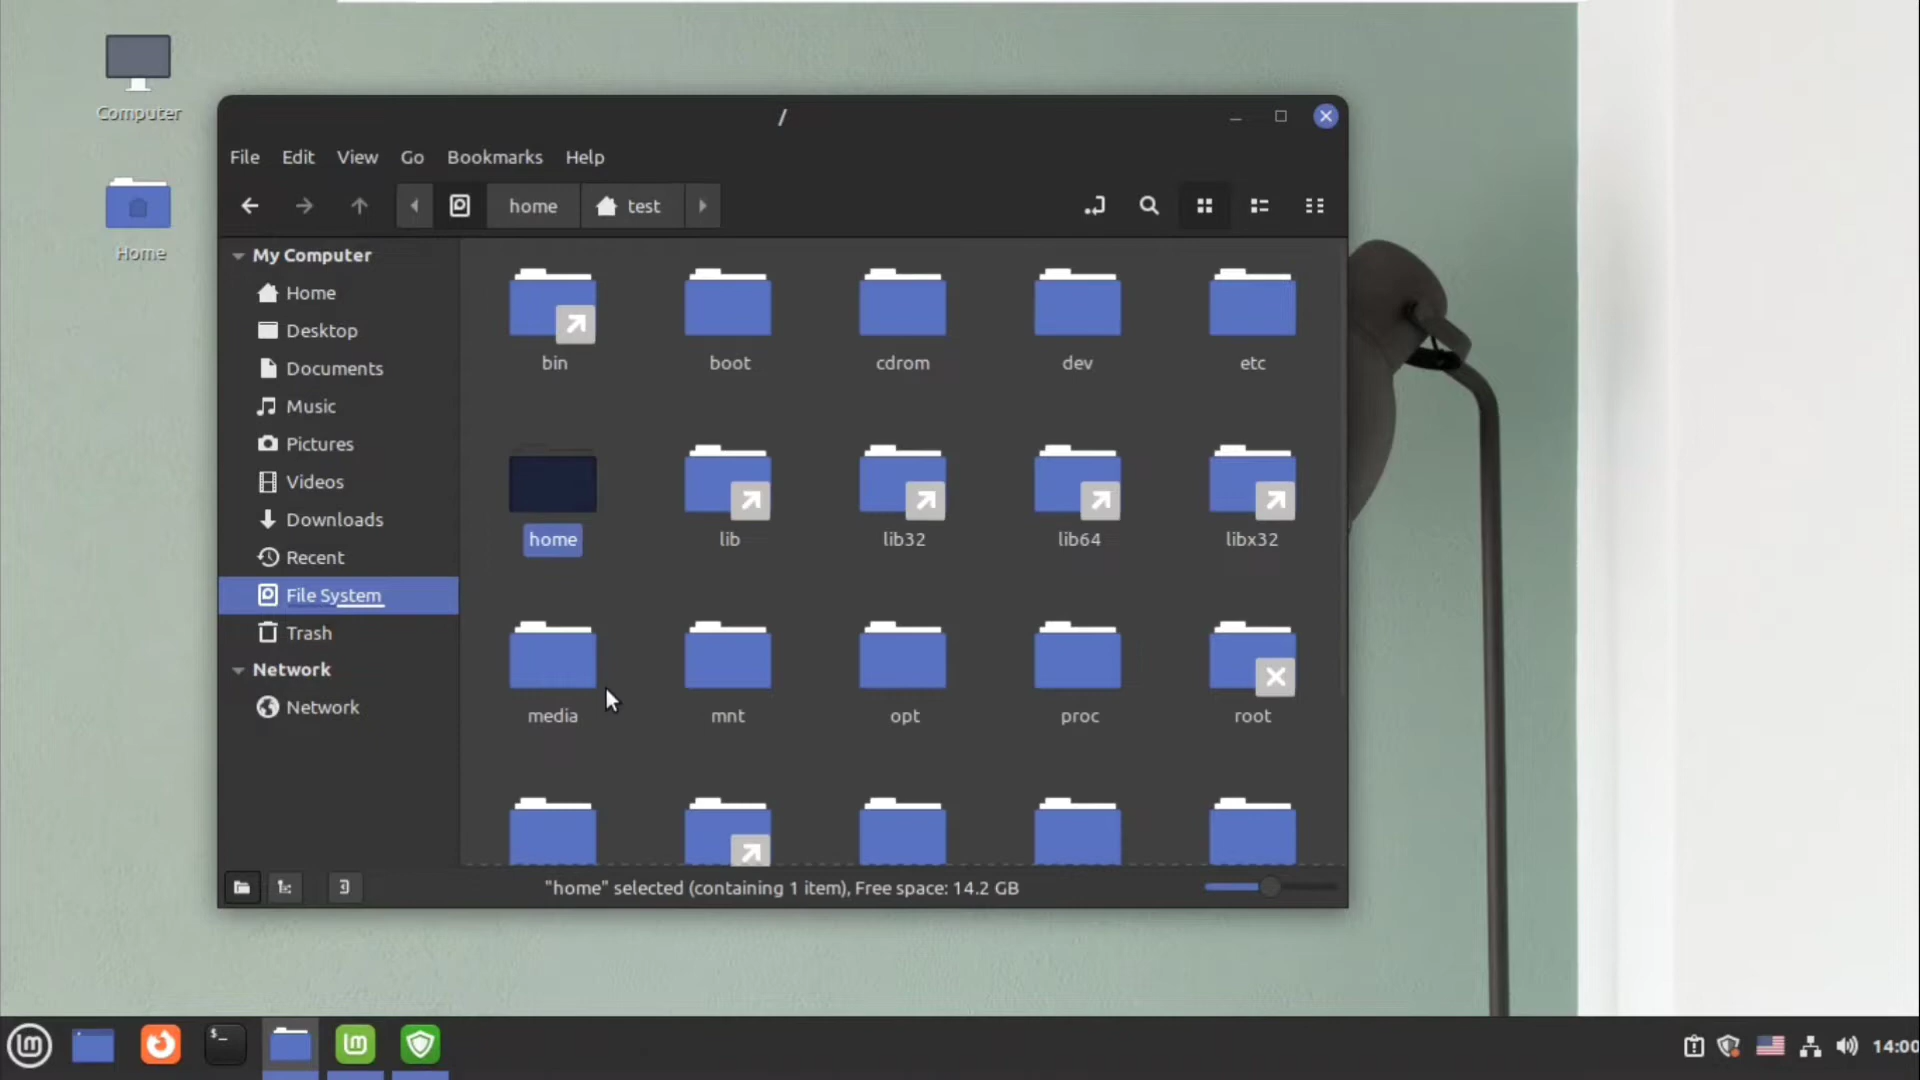 Computer
Home
/
File Edit View Go Bookmarks Help
home test
My Computer
Home
Desktop
Documents
Music
Pictures
Videos
Downloads
Recent
File System
Trash
Network
Network
bin boot cdrom dev etc
home lib lib32 lib64 libx32
media mnt opt proc root
"home" selected (containing 1 item), Free space: 14.2 GB
$_
14:00